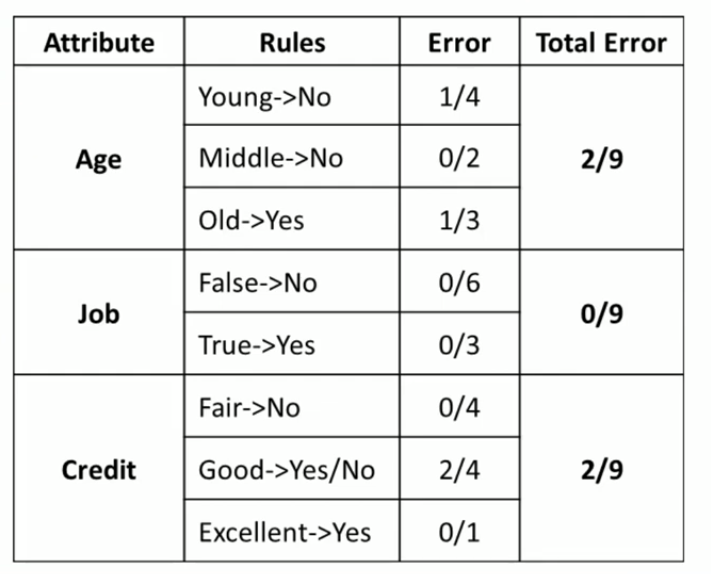 Attribute Rules Error Total Error
Young->No 1/4
Age Middle->No 0/2 2/9
Old->Yes 1/3
False->No 0/6
Job 0/9
True->Yes 0/3
Fair->No 0/4
Credit Good->Yes/No 2/4 2/9
Excellent->Yes 0/1